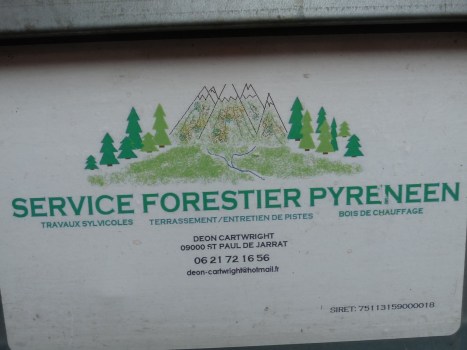 SERVICE FORESTIER PYRENEEN
TRAVAUX SYLVICOLES TERRASSEMENT/ENTRETIEN DE PISTES BOIS DE CHAUFFAGE
DEON CARTWRIGHT
09000 ST PAUL DE JARRAT
06 21 72 16 56
deon-cartwright@hotmail.fr
SIRET: 75113159000018